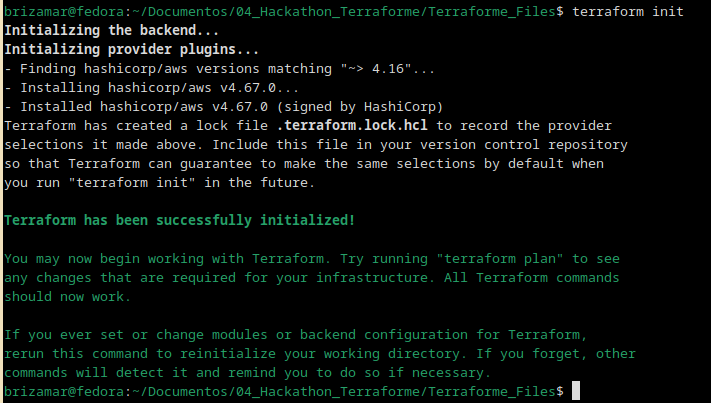 brizamar@fedora:~/Documentos/04_Hackathon_Terraforme/Terraforme_Files$ terraform init
Initializing the backend...
Initializing provider plugins...
- Finding hashicorp/aws versions matching "~> 4.16"...
- Installing hashicorp/aws v4.67.0...
- Installed hashicorp/aws v4.67.0 (signed by HashiCorp)
Terraform has created a lock file .terraform.lock.hcl to record the provider
selections it made above. Include this file in your version control repository
so that Terraform can guarantee to make the same selections by default when
you run "terraform init" in the future.
Terraform has been successfully initialized!
You may now begin working with Terraform. Try running "terraform plan" to see
any changes that are required for your infrastructure. All Terraform commands
should now work.
If you ever set or change modules or backend configuration for Terraform,
rerun this command to reinitialize your working directory. If you forget, other
commands will detect it and remind you to do so if necessary.
brizamar@fedora:~/Documentos/04_Hackathon_Terraforme/Terraforme_Files$